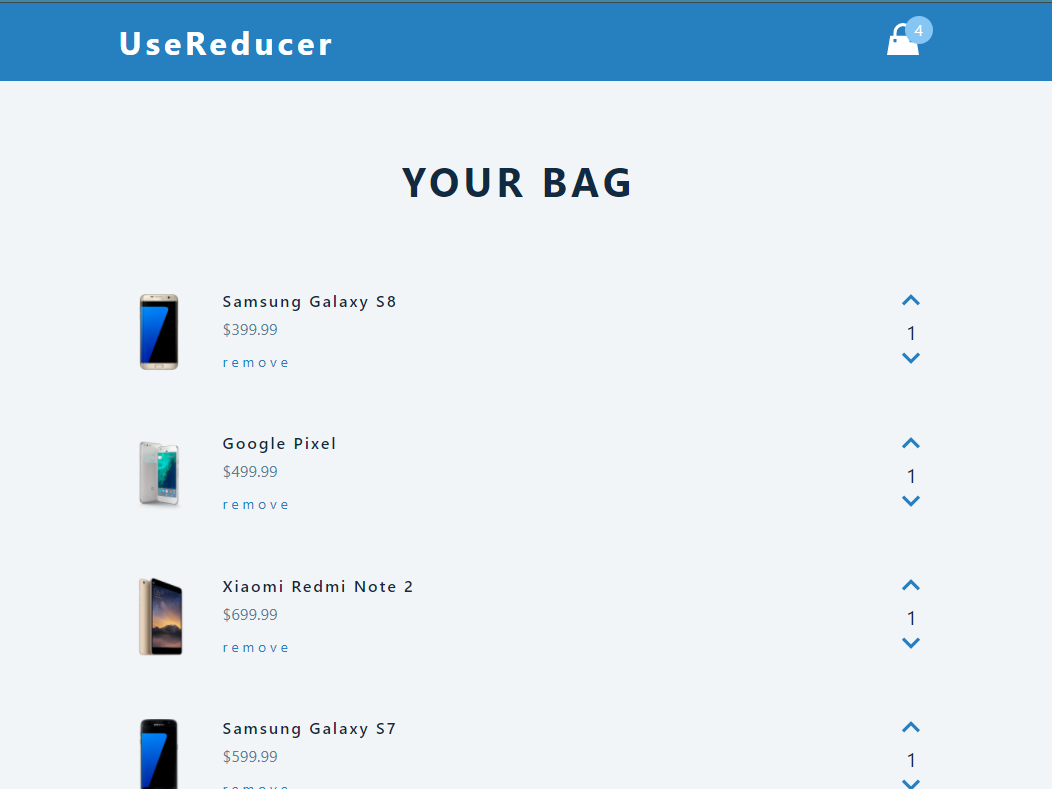 UseReducer
4
YOUR BAG
Samsung Galaxy S8
$399.99
remove
1
Google Pixel
$499.99
remove
1
Xiaomi Redmi Note 2
$699.99
remove
1
Samsung Galaxy S7
$599.99
remove
1